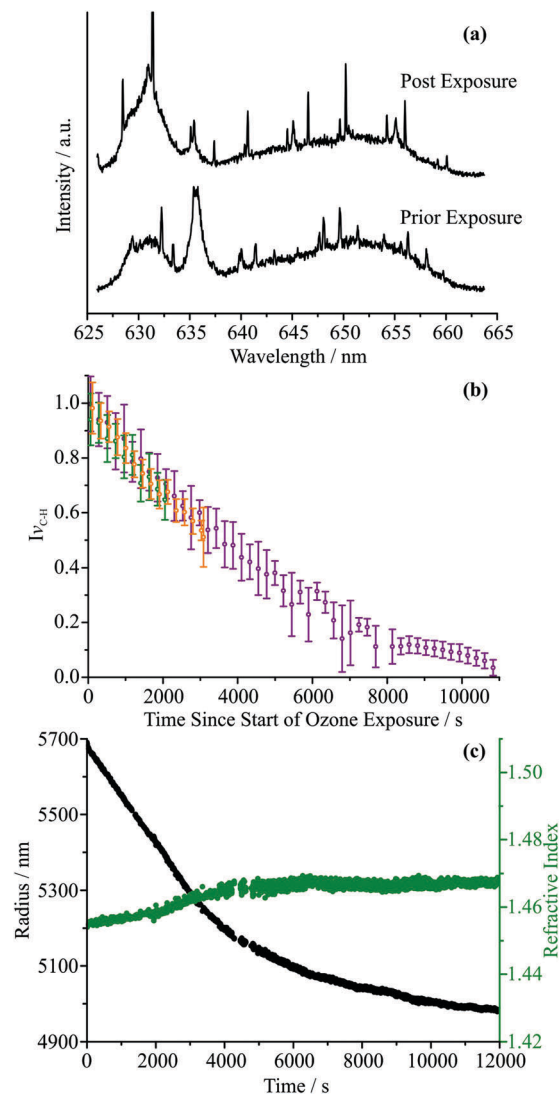 (a)
Post Exposure
Prior Exposure
Intensity / a.u.
625 630 635 640 645 650 655 660 665
Wavelength / nm
(b)
1.0
0.8
0.6
0.4
0.2
0.0
Iν_C-H
0 2000 4000 6000 8000 10000
Time Since Start of Ozone Exposure / s
(c)
5700
5500
5300
5100
4900
Radius / nm
1.50
1.48
1.46
1.44
1.42
Refractive Index
0 2000 4000 6000 8000 10000 12000
Time / s